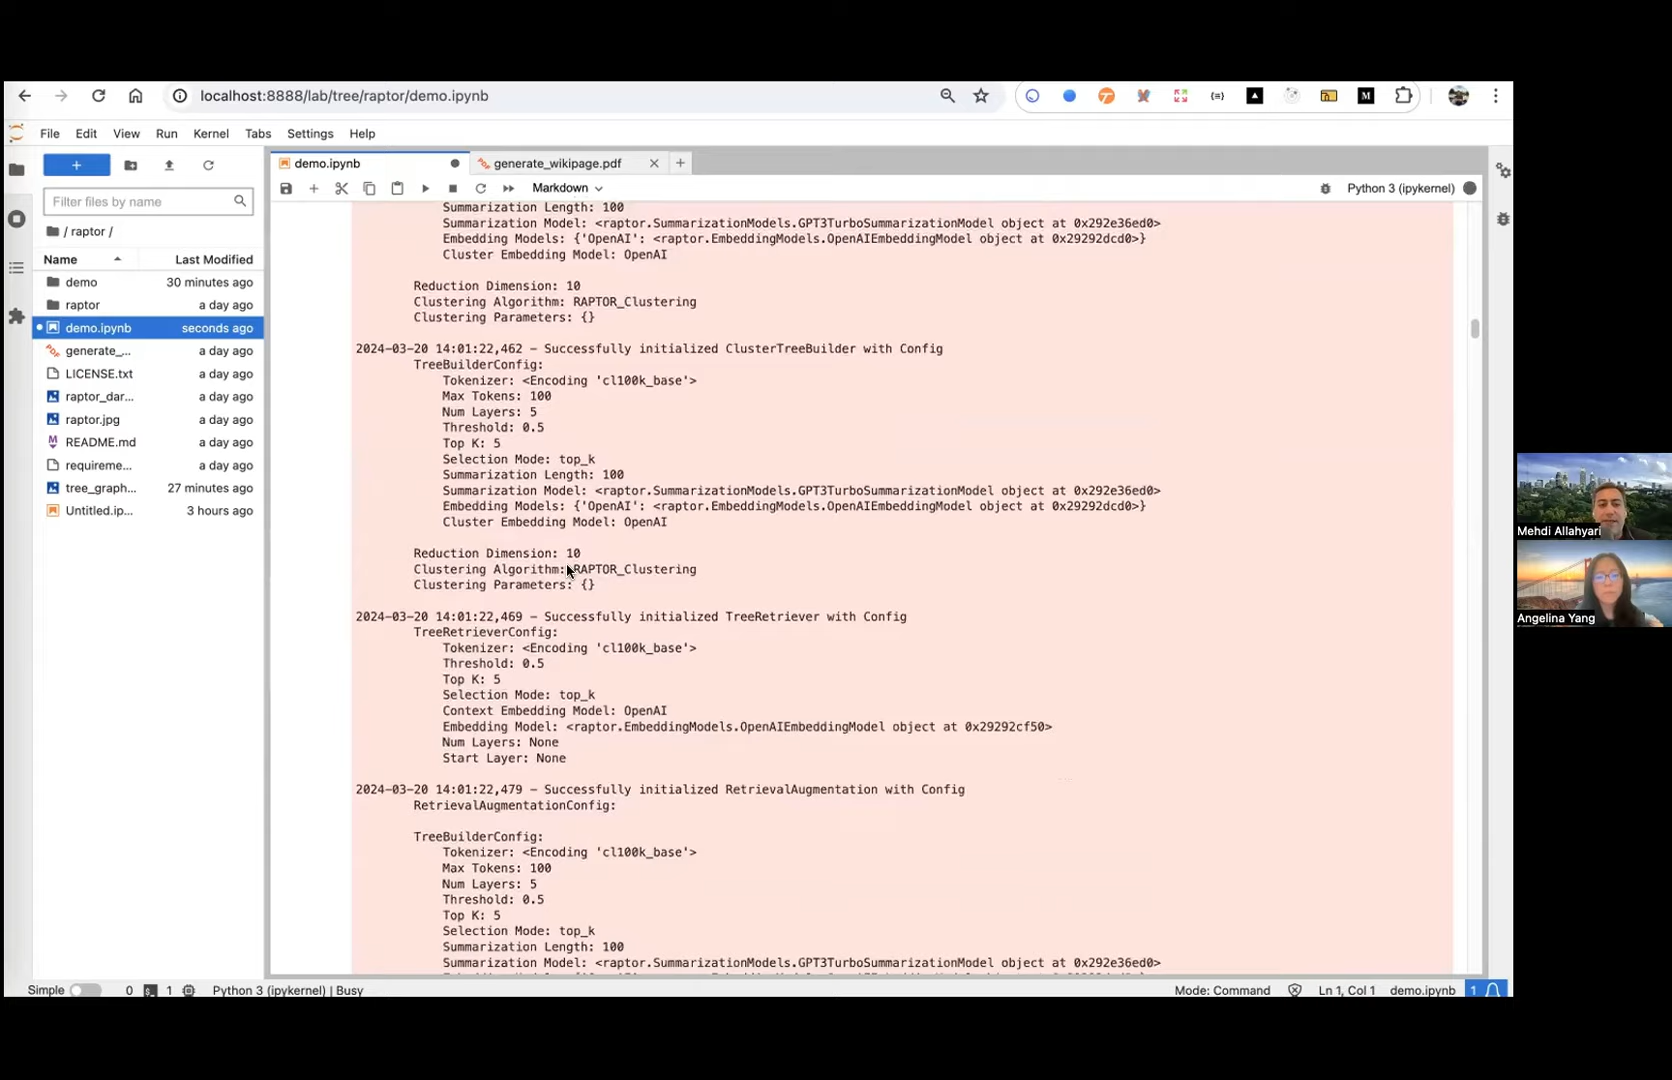 localhost:8888/lab/tree/raptor/demo.ipynb
File Edit View Run Kernel Tabs Settings Help
demo.ipynb
generate_wikipage.pdf
Markdown
Python 3 (ipykernel)
Filter files by name
/ raptor /
Name Last Modified
demo 30 minutes ago
raptor a day ago
demo.ipynb seconds ago
generate_... a day ago
LICENSE.txt a day ago
raptor_dar... a day ago
raptor.jpg a day ago
README.md a day ago
requireme... a day ago
tree_graph... 27 minutes ago
Untitled.ip... 3 hours ago
Summarization Length: 100
Summarization Model: <raptor.SummarizationModels.GPT3TurboSummarizationModel object at 0x292e36ed0>
Embedding Models: {'OpenAI': <raptor.EmbeddingModels.OpenAIEmbeddingModel object at 0x29292dcd0>}
Cluster Embedding Model: OpenAI
Reduction Dimension: 10
Clustering Algorithm: RAPTOR_Clustering
Clustering Parameters: {}
2024-03-20 14:01:22,462 - Successfully initialized ClusterTreeBuilder with Config
TreeBuilderConfig:
Tokenizer: <Encoding 'cl100k_base'>
Max Tokens: 100
Num Layers: 5
Threshold: 0.5
Top K: 5
Selection Mode: top_k
Summarization Length: 100
Summarization Model: <raptor.SummarizationModels.GPT3TurboSummarizationModel object at 0x292e36ed0>
Embedding Models: {'OpenAI': <raptor.EmbeddingModels.OpenAIEmbeddingModel object at 0x29292dcd0>}
Cluster Embedding Model: OpenAI
Reduction Dimension: 10
Clustering Algorithm: RAPTOR_Clustering
Clustering Parameters: {}
2024-03-20 14:01:22,469 - Successfully initialized TreeRetriever with Config
TreeRetrieverConfig:
Tokenizer: <Encoding 'cl100k_base'>
Threshold: 0.5
Top K: 5
Selection Mode: top_k
Context Embedding Model: OpenAI
Embedding Model: <raptor.EmbeddingModels.OpenAIEmbeddingModel object at 0x29292cf50>
Num Layers: None
Start Layer: None
2024-03-20 14:01:22,479 - Successfully initialized RetrievalAugmentation with Config
RetrievalAugmentationConfig:
TreeBuilderConfig:
Tokenizer: <Encoding 'cl100k_base'>
Max Tokens: 100
Num Layers: 5
Threshold: 0.5
Top K: 5
Selection Mode: top_k
Summarization Length: 100
Summarization Model: <raptor.SummarizationModels.GPT3TurboSummarizationModel object at 0x292e36ed0>
Mehdi Allahyari
Angelina Yang
Simple 0 1 Python 3 (ipykernel) | Busy
Mode: Command Ln 1, Col 1 demo.ipynb 1